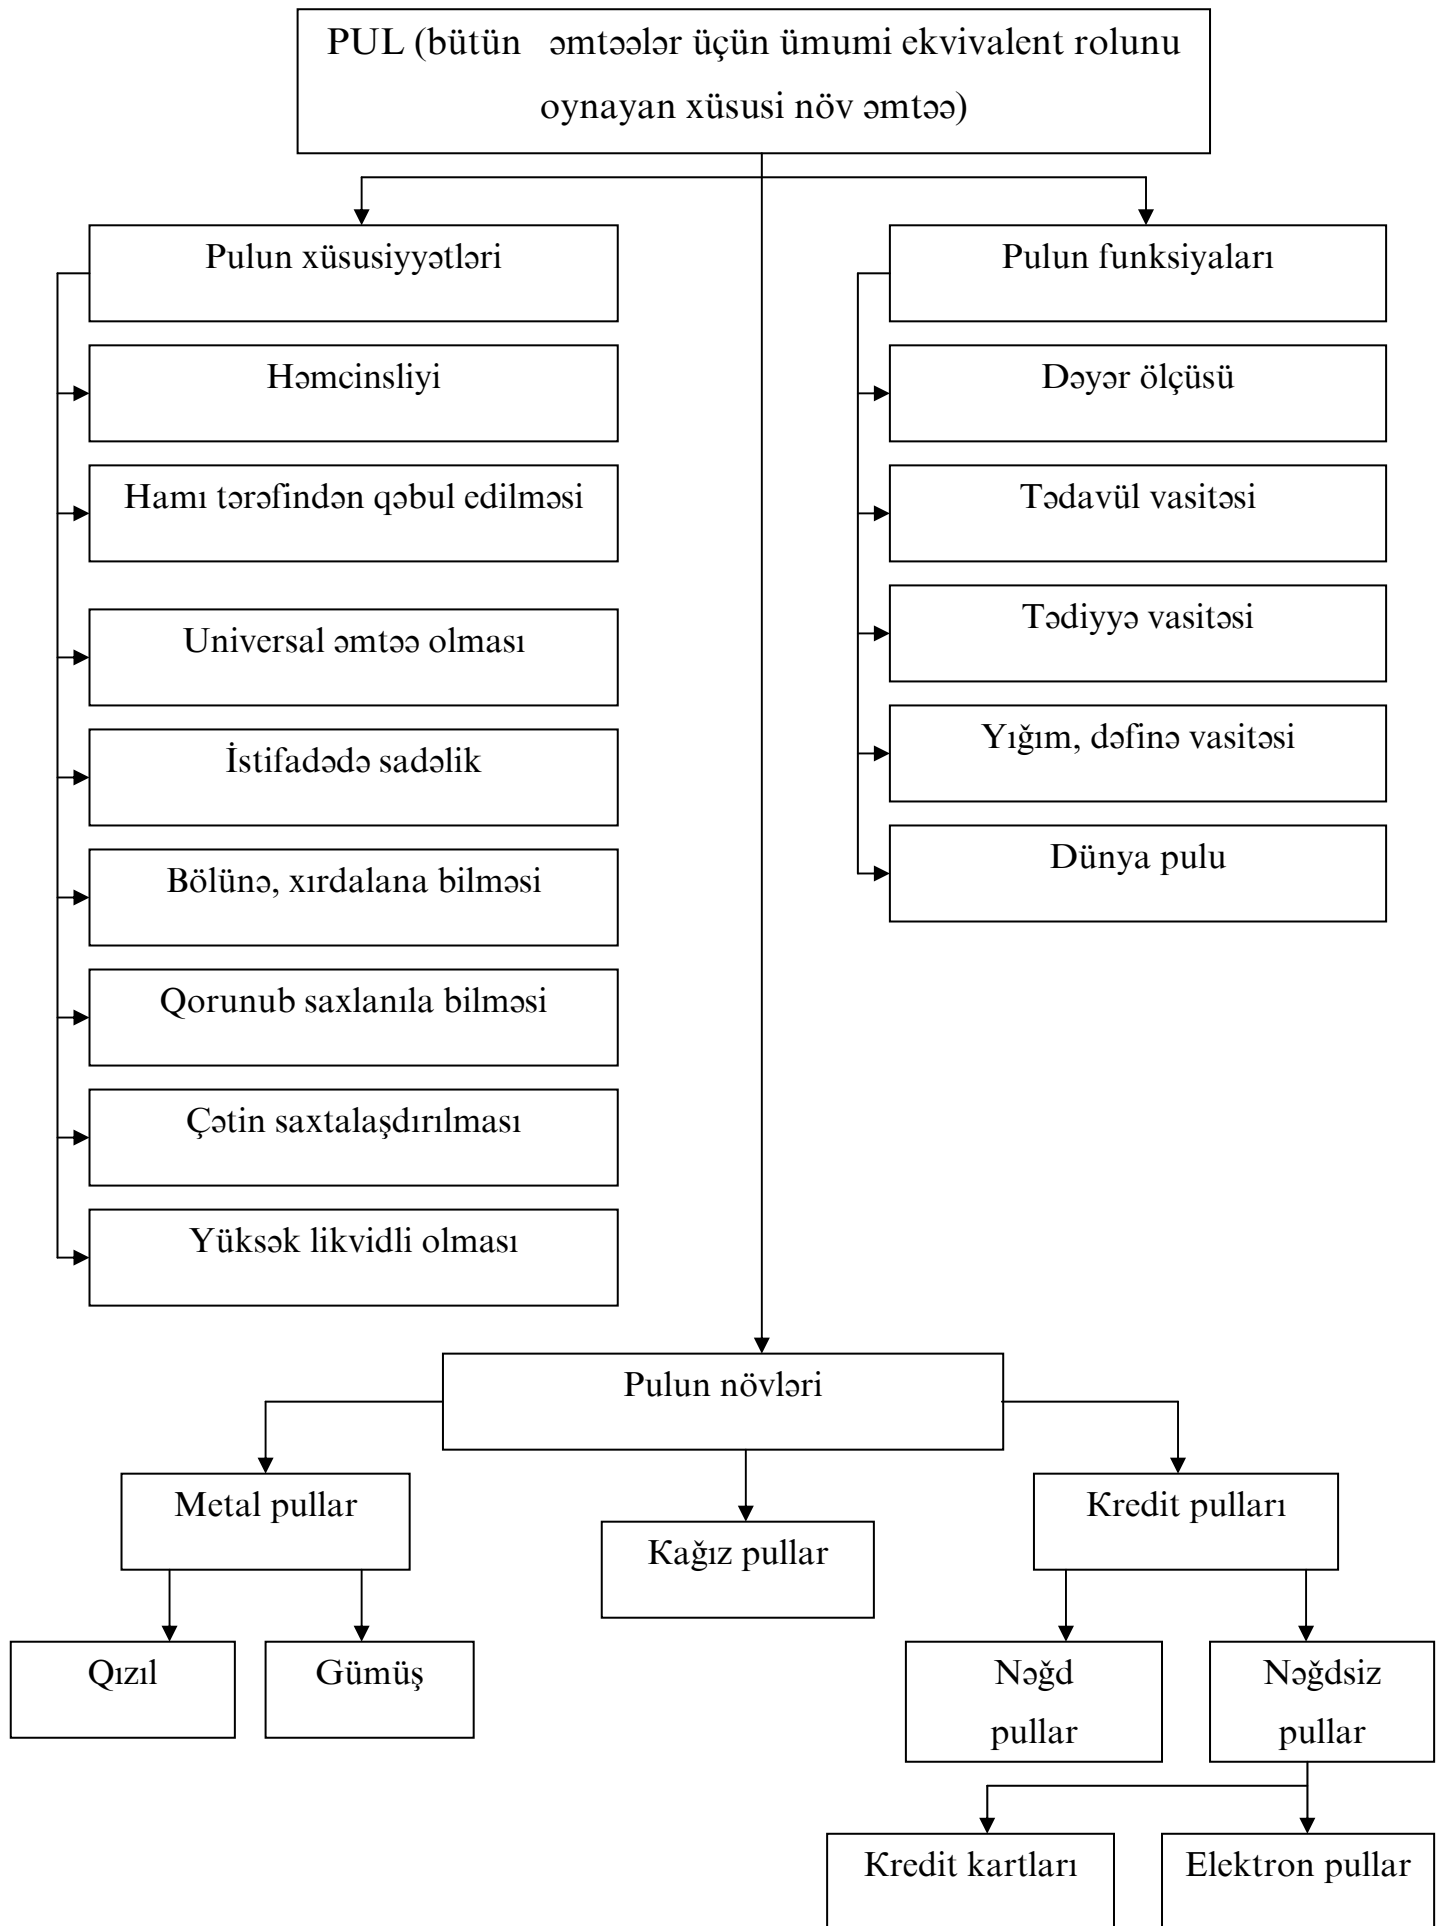 PUL (bütün əmtəələr üçün ümumi ekvivalent rolunu
oynayan xüsusi növ əmtəə)
Pulun xüsusiyyətləri
Həmcinsliyi
Hamı tərəfindən qəbul edilməsi
Universal əmtəə olması
İstifadədə sadəlik
Bölünə, xırdalana bilməsi
Qorunub saxlanıla bilməsi
Çətin saxtalaşdırılması
Yüksək likvidli olması
Pulun funksiyaları
Dəyər ölçüsü
Tədavül vasitəsi
Tədiyyə vasitəsi
Yığım, dəfinə vasitəsi
Dünya pulu
Pulun növləri
Metal pullar
Qızıl
Gümüş
Kağız pullar
Kredit pulları
Nəğd
pullar
Nəğdsiz
pullar
Kredit kartları
Elektron pullar